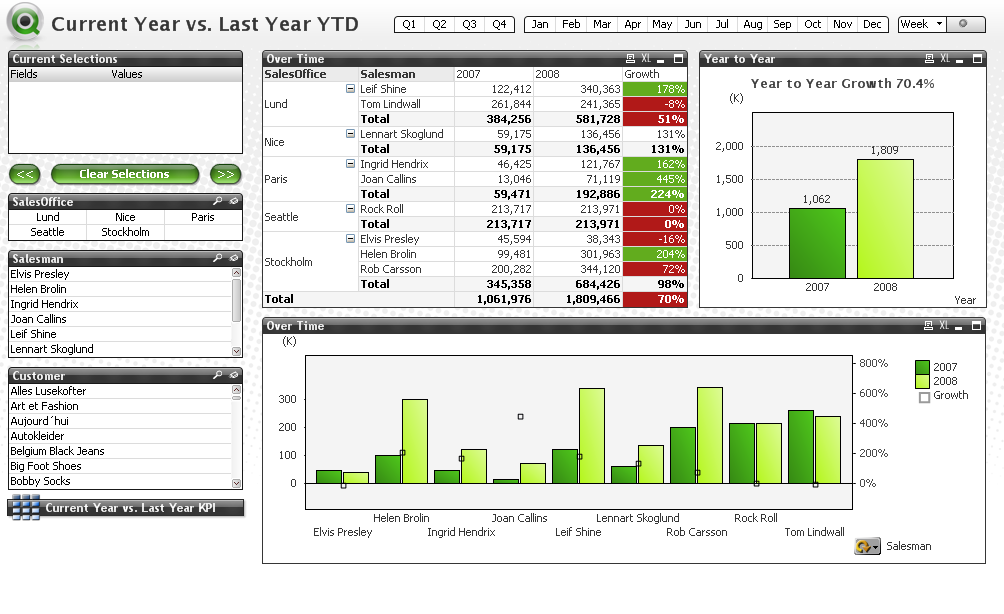 Current Year vs. Last Year YTD
Q1 Q2 Q3 Q4 Jan Feb Mar Apr May Jun Jul Aug Sep Oct Nov Dec Week
Current Selections
Fields Values
<< Clear Selections >>
SalesOffice
Lund Nice Paris
Seattle Stockholm
Salesman
Elvis Presley
Helen Brolin
Ingrid Hendrix
Joan Callins
Leif Shine
Lennart Skoglund
Customer
Alles Lusekofter
Art et Fashion
Aujourd´hui
Autokleider
Belgium Black Jeans
Big Foot Shoes
Bobby Socks
Current Year vs. Last Year KPI
Over Time XL
SalesOffice Salesman 2007 2008 Growth
Lund Leif Shine 122,412 340,363 178%
Tom Lindwall 261,844 241,365 -8%
Total 384,256 581,728 51%
Nice Lennart Skoglund 59,175 136,456 131%
Total 59,175 136,456 131%
Paris Ingrid Hendrix 46,425 121,767 162%
Joan Callins 13,046 71,119 445%
Total 59,471 192,886 224%
Seattle Rock Roll 213,717 213,971 0%
Total 213,717 213,971 0%
Stockholm Elvis Presley 45,594 38,343 -16%
Helen Brolin 99,481 301,963 204%
Rob Carsson 200,282 344,120 72%
Total 345,358 684,426 98%
Total 1,061,976 1,809,466 70%
Year to Year XL
Year to Year Growth 70.4%
(K)
2,000
1,500
1,000
500
0
1,062
1,809
2007 2008
Year
Over Time XL
(K)
300
200
100
0
800%
600%
400%
200%
0%
2007
2008
Growth
Helen Brolin Joan Callins Lennart Skoglund Rock Roll
Elvis Presley Ingrid Hendrix Leif Shine Rob Carsson Tom Lindwall
Salesman